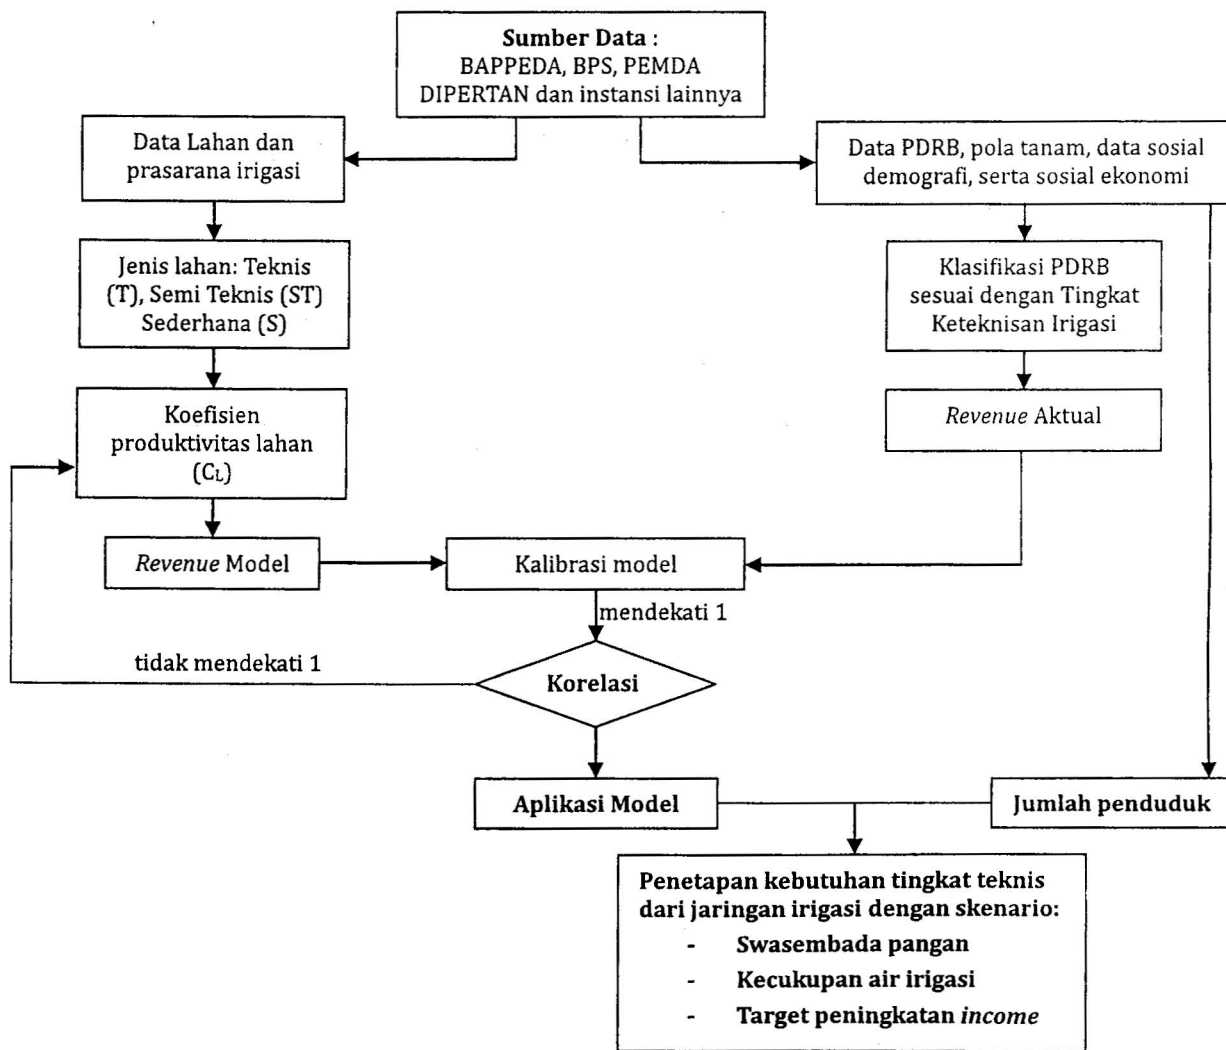 Sumber Data :
BAPPEDA, BPS, PEMDA
DIPERTAN dan instansi lainnya
Data Lahan dan
prasarana irigasi
Data PDRB, pola tanam, data sosial
demografi, serta sosial ekonomi
Jenis lahan: Teknis
(T), Semi Teknis (ST)
Sederhana (S)
Klasifikasi PDRB
sesuai dengan Tingkat
Keteknisan Irigasi
Koefisien
produktivitas lahan
(CL)
Revenue Aktual
Revenue Model
Kalibrasi model
mendekati 1
tidak mendekati 1
Korelasi
Aplikasi Model
Jumlah penduduk
Penetapan kebutuhan tingkat teknis
dari jaringan irigasi dengan skenario:
- Swasembada pangan
- Kecukupan air irigasi
- Target peningkatan income